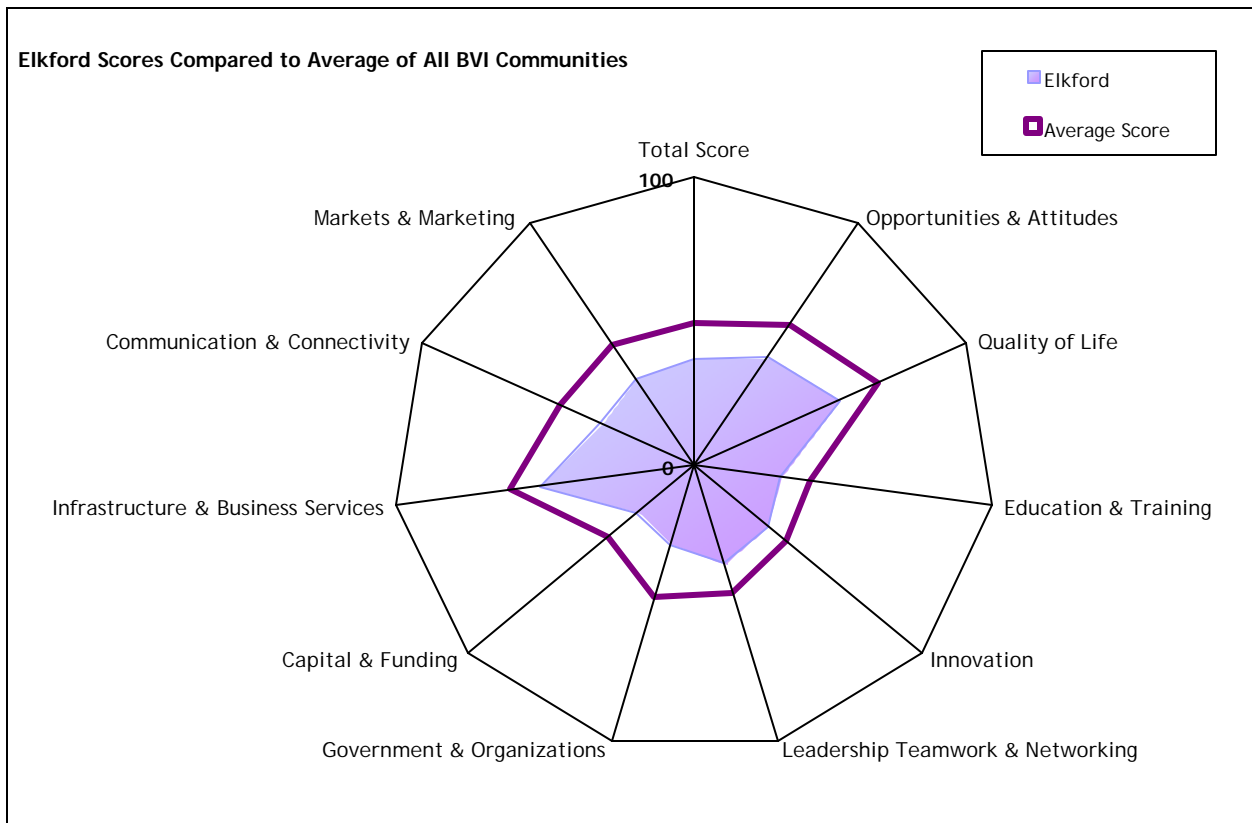 Elkford Scores Compared to Average of All BVI Communities
Elkford
Average Score
Total Score
100
Markets & Marketing
Opportunities & Attitudes
Communication & Connectivity
Quality of Life
0
Infrastructure & Business Services
Education & Training
Capital & Funding
Innovation
Government & Organizations
Leadership Teamwork & Networking